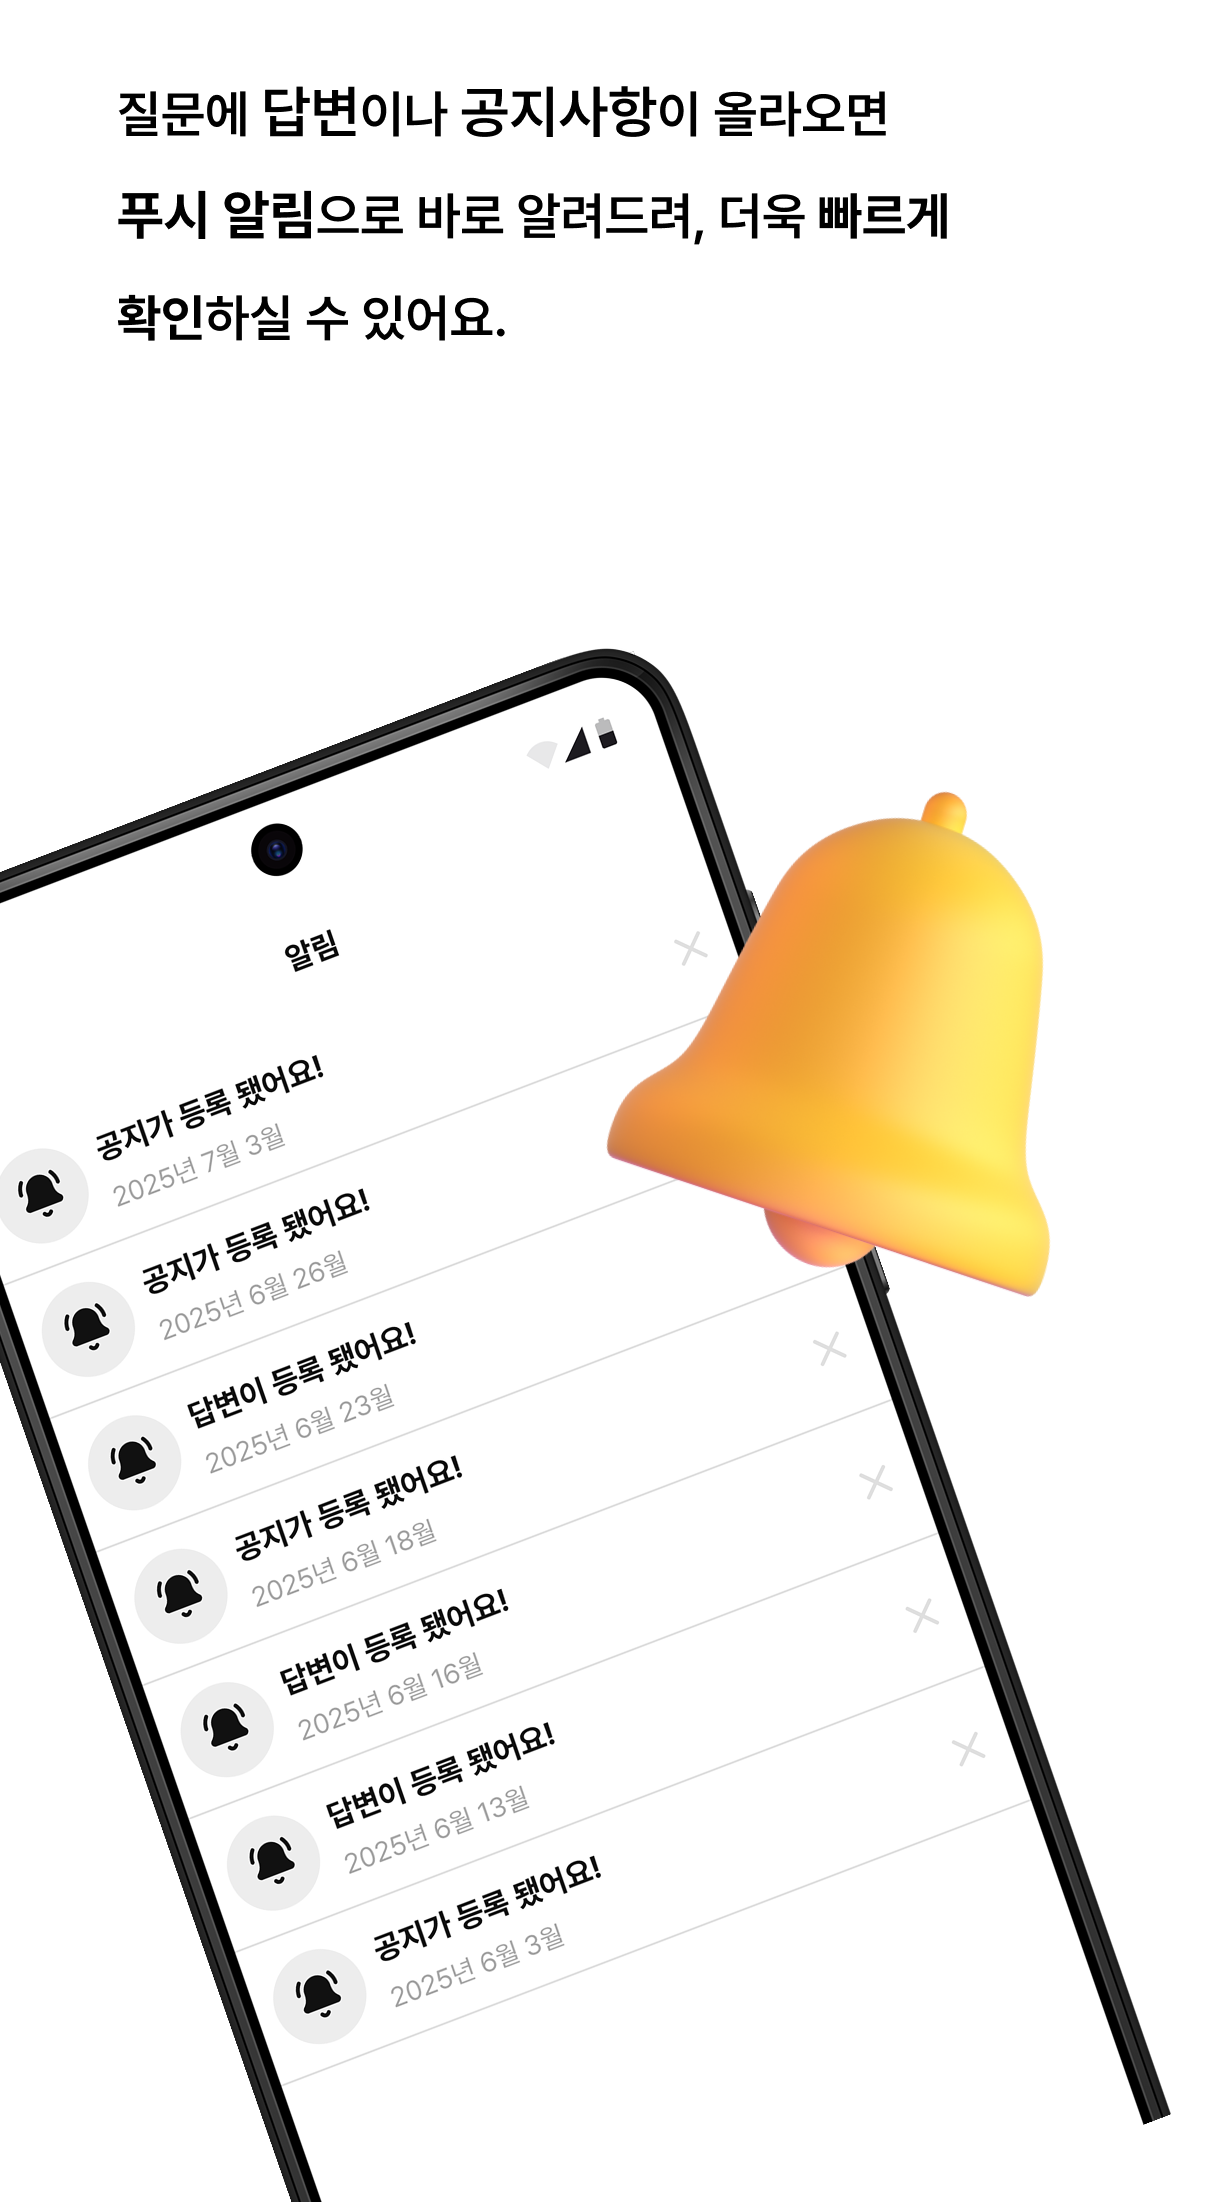 질문에 답변이나 공지사항이 올라오면
푸시 알림으로 바로 알려드려, 더욱 빠르게
확인하실 수 있어요.
알림
공지가 등록 됐어요!
2025년 7월 3월
공지가 등록 됐어요!
2025년 6월 26월
답변이 등록 됐어요!
2025년 6월 23월
공지가 등록 됐어요!
2025년 6월 18월
답변이 등록 됐어요!
2025년 6월 16월
답변이 등록 됐어요!
2025년 6월 13월
공지가 등록 됐어요!
2025년 6월 3월